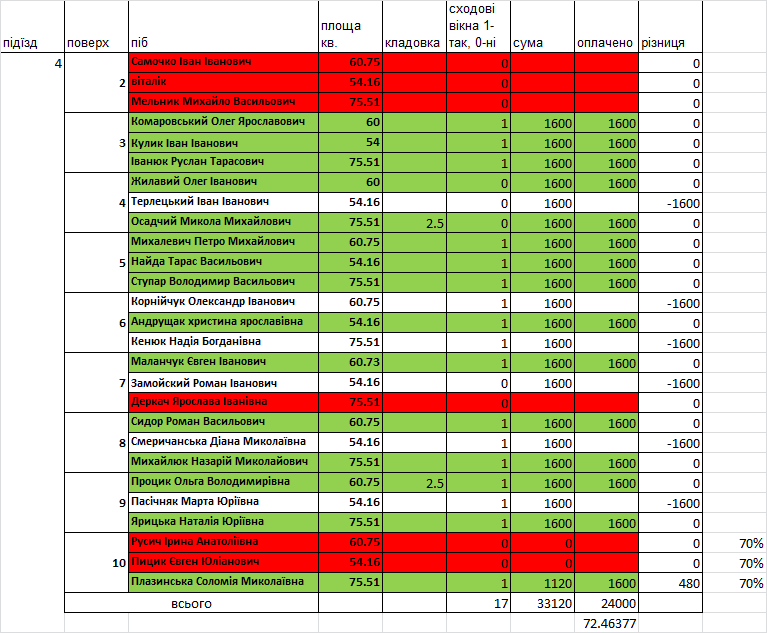 підїзд поверх піб площа кв. кладовка сходові вікна 1-так, 0-ні сума оплачено різниця
4 Самочко Іван Іванович 60.75 0 0
2 віталік 54.16 0 0
Мельник Михайло Васильович 75.51 0 0
Комаровський Олег Ярославович 60 1 1600 1600 0
3 Кулик Іван Іванович 54 1 1600 1600 0
Іванюк Руслан Тарасович 75.51 1 1600 1600 0
Жилавий Олег Іванович 60 0 1600 1600 0
4 Терлецький Іван Іванович 54.16 0 1600 -1600
Осадчий Микола Михайлович 75.51 2.5 0 1600 1600 0
Михалевич Петро Михайлович 60.75 1 1600 1600 0
5 Найда Тарас Васильович 54.16 1 1600 1600 0
Ступар Володимир Васильович 75.51 1 1600 1600 0
Корнійчук Олександр Іванович 60.75 1 1600 -1600
6 Андрущак христина ярославівна 54.16 1 1600 1600 0
Кенюк Надія Богданівна 75.51 1 1600 -1600
Маланчук Євген Іванович 60.73 1 1600 1600 0
7 Замойский Роман Іванович 54.16 0 1600 -1600
Деркач Ярослава Іванівна 75.51 0 0
Сидор Роман Васильович 60.75 1 1600 1600 0
8 Смеричанська Діана Миколаївна 54.16 1 1600 -1600
Михайлюк Назарій Миколайович 75.51 1 1600 1600 0
Процик Ольга Володимирівна 60.75 2.5 1 1600 1600 0
9 Пасічняк Марта Юріївна 54.16 1 1600 -1600
Ярицька Наталія Юріївна 75.51 1 1600 1600 0
Русич Ірина Анатоліївна 60.75 0 0 0 70%
10 Пицик Євген Юліанович 54.16 0 0 0 70%
Плазинська Соломія Миколаївна 75.51 1 1120 1600 480 70%
всього 17 33120 24000
72.46377